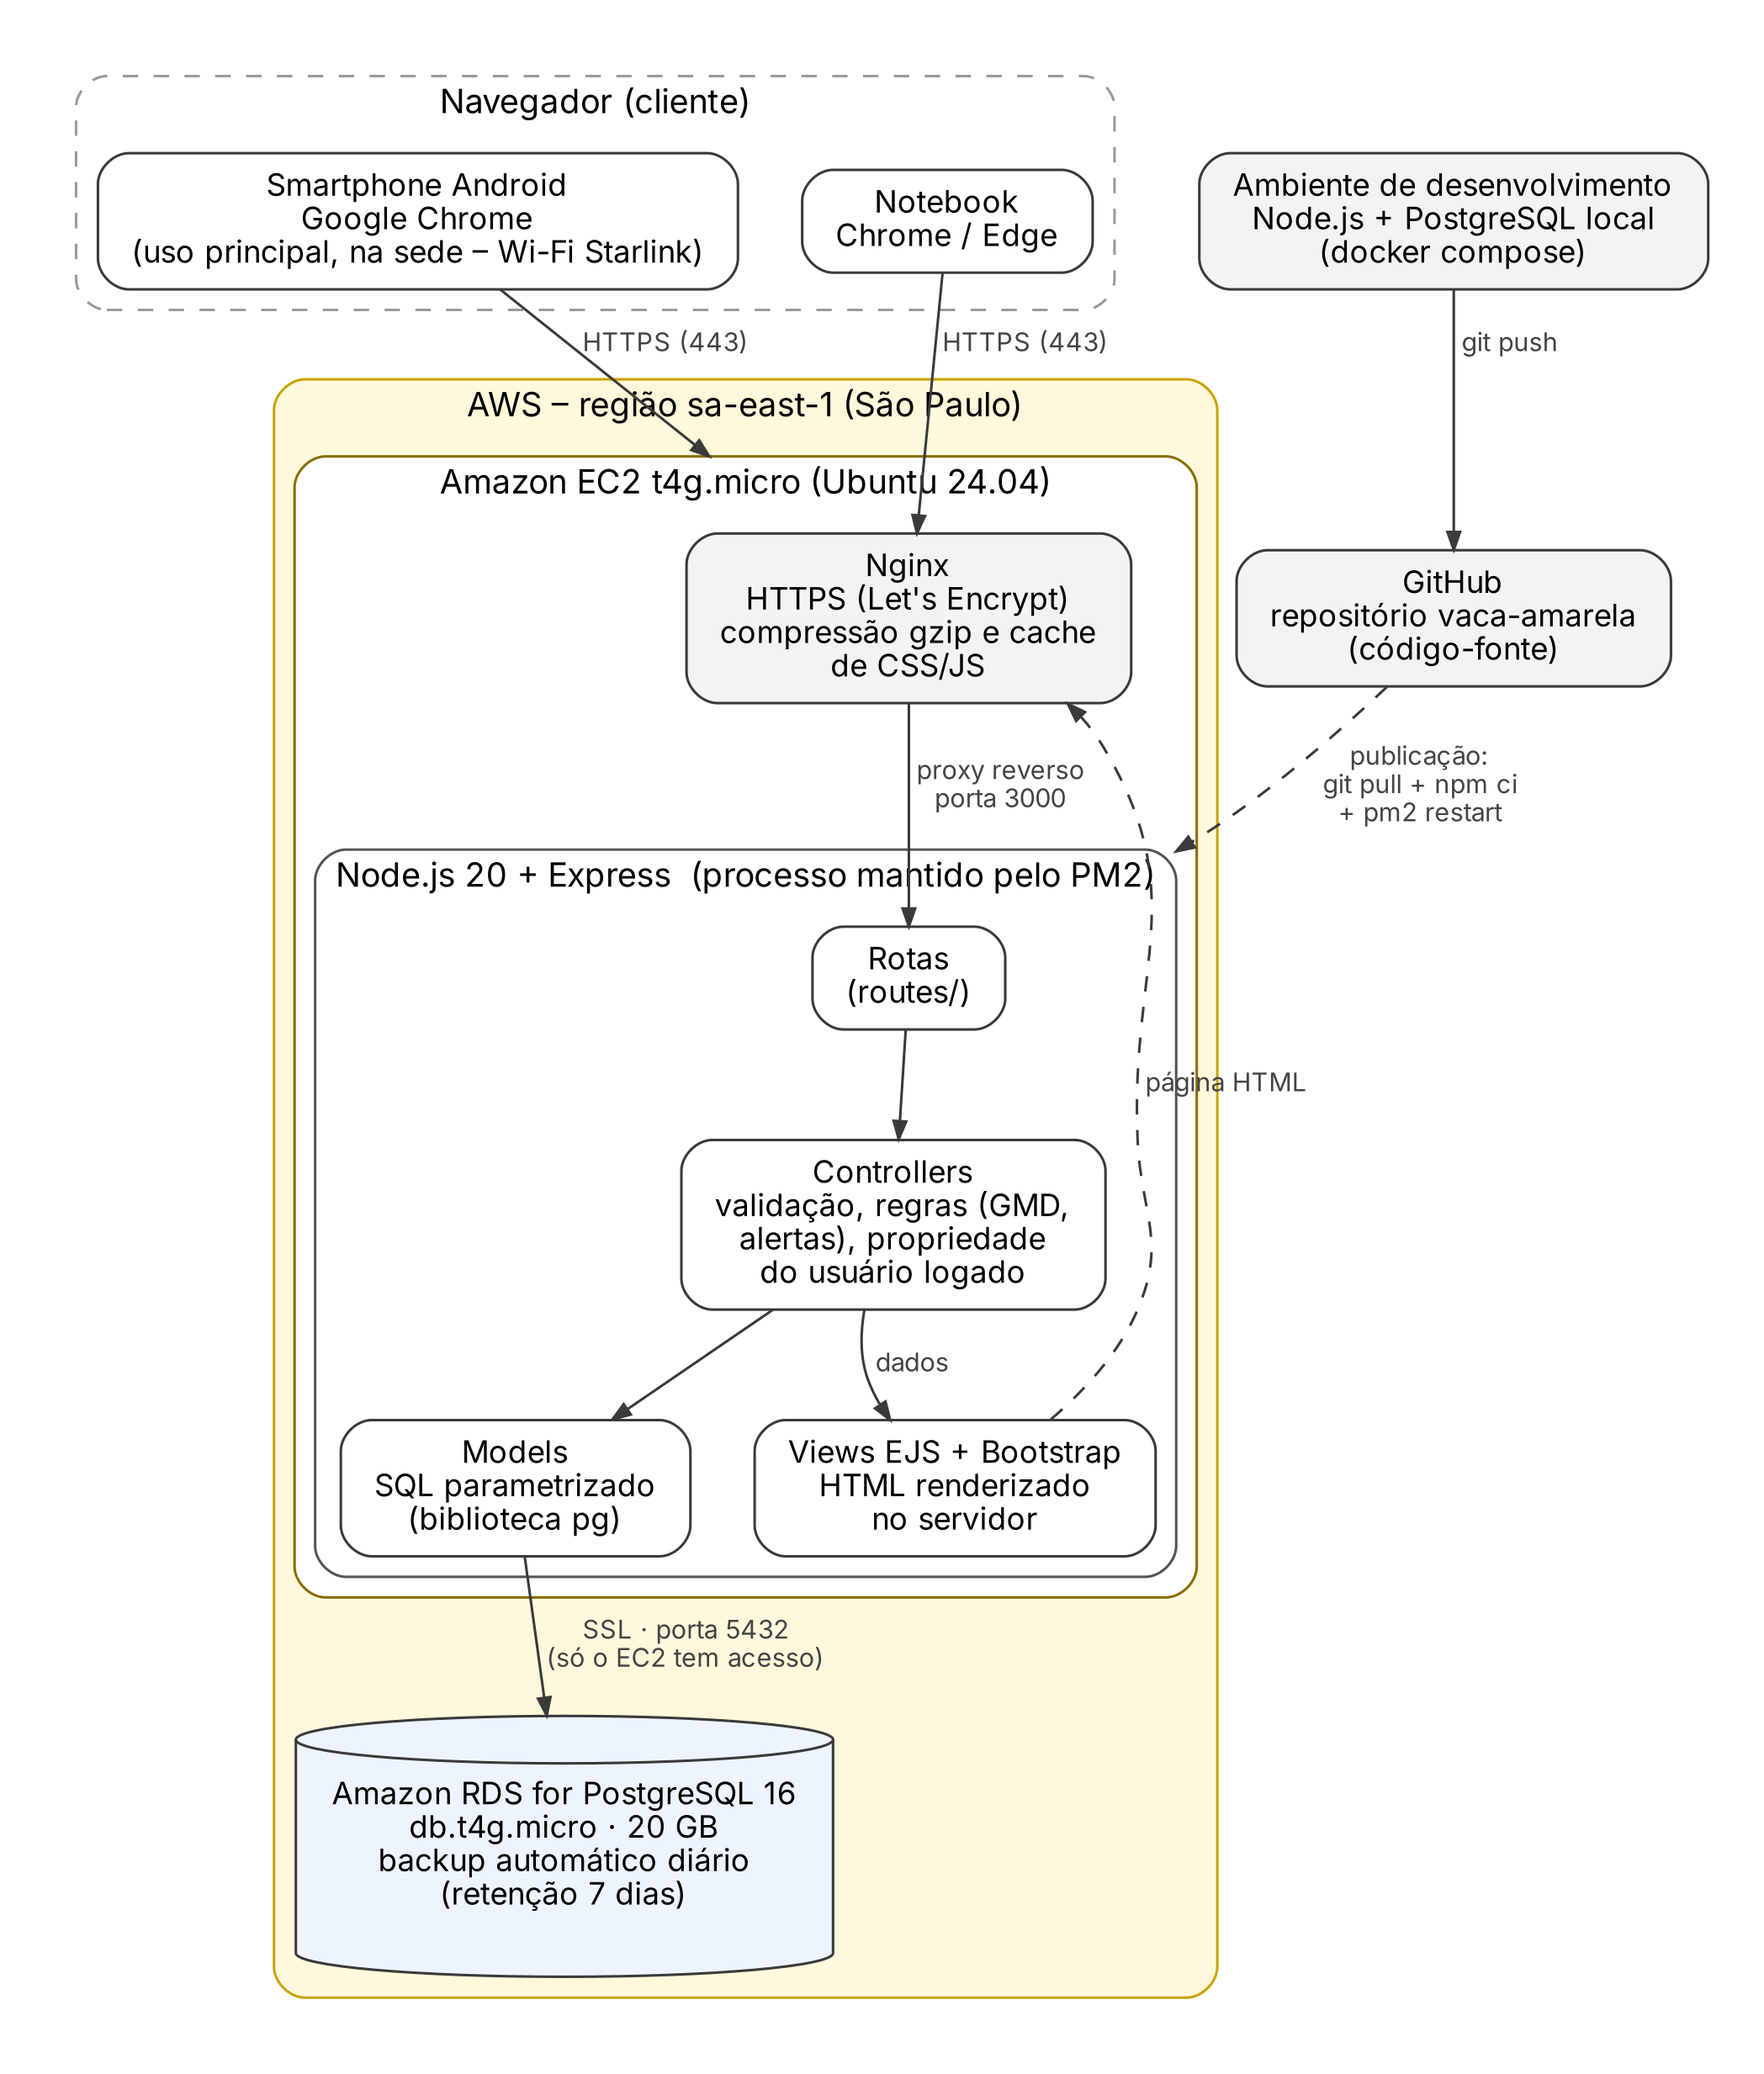 Navegador (cliente)
Smartphone Android
Google Chrome
(uso principal, na sede – Wi-Fi Starlink)
Notebook
Chrome / Edge
Ambiente de desenvolvimento
Node.js + PostgreSQL local
(docker compose)
HTTPS (443)
HTTPS (443)
git push
AWS – região sa-east-1 (São Paulo)
Amazon EC2 t4g.micro (Ubuntu 24.04)
Nginx
HTTPS (Let's Encrypt)
compressão gzip e cache
de CSS/JS
GitHub
repositório vaca-amarela
(código-fonte)
proxy reverso
porta 3000
publicação:
git pull + npm ci
+ pm2 restart
Node.js 20 + Express  (processo mantido pelo PM2)
Rotas
(routes/)
página HTML
Controllers
validação, regras (GMD,
alertas), propriedade
do usuário logado
dados
Models
SQL parametrizado
(biblioteca pg)
Views EJS + Bootstrap
HTML renderizado
no servidor
SSL · porta 5432
(só o EC2 tem acesso)
Amazon RDS for PostgreSQL 16
db.t4g.micro · 20 GB
backup automático diário
(retenção 7 dias)